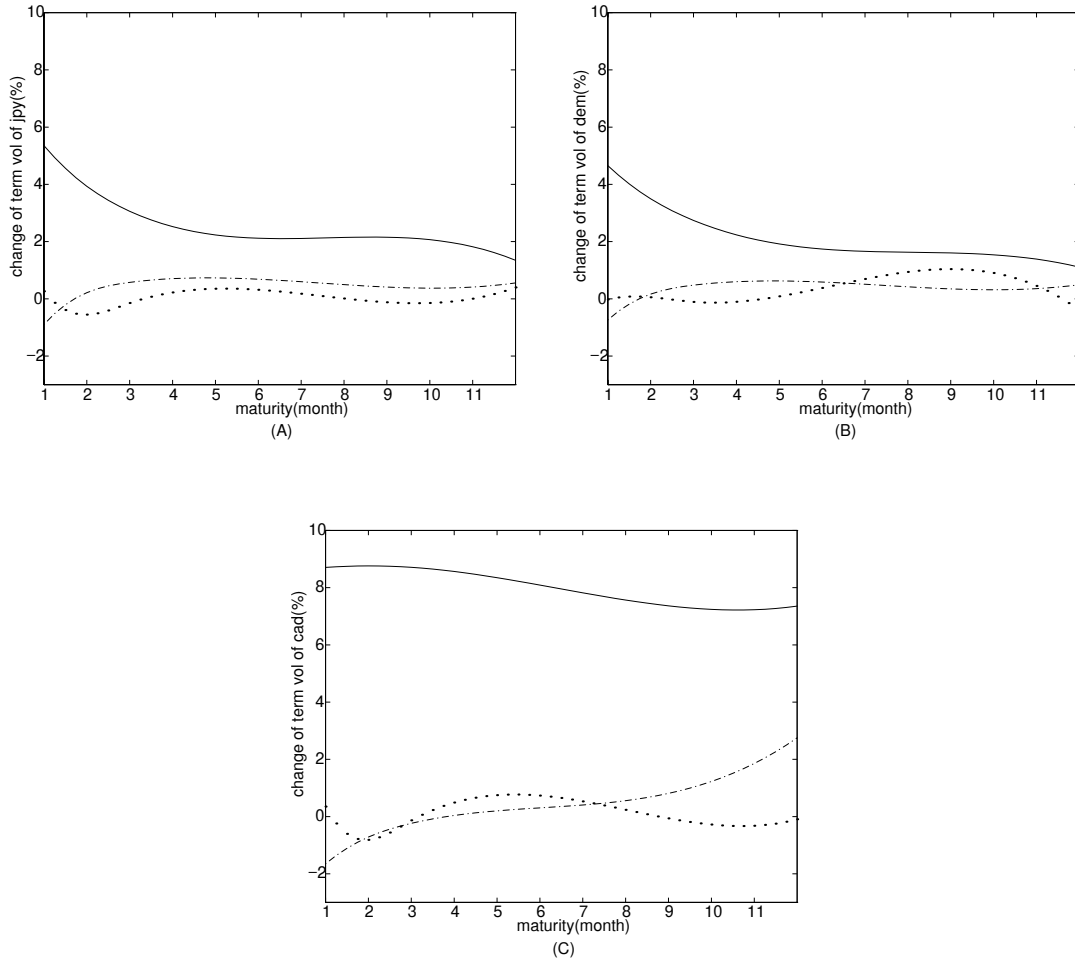 10
8
6
4
2
0
−2
change of term vol of jpy(%)
1 2 3 4 5 6 7 8 9 10 11
maturity(month)
(A)
10
8
6
4
2
0
−2
change of term vol of dem(%)
1 2 3 4 5 6 7 8 9 10 11
maturity(month)
(B)
10
8
6
4
2
0
−2
change of term vol of cad(%)
1 2 3 4 5 6 7 8 9 10 11
maturity(month)
(C)